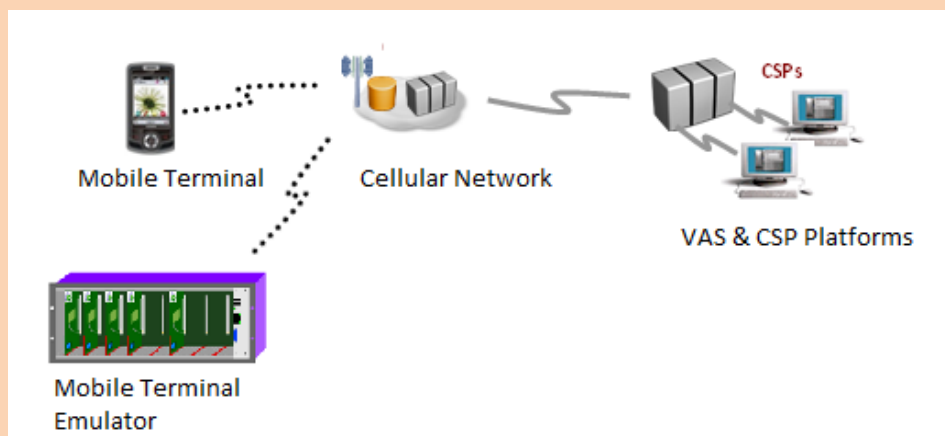 CSPs
Mobile Terminal
Cellular Network
VAS & CSP Platforms
Mobile Terminal
Emulator